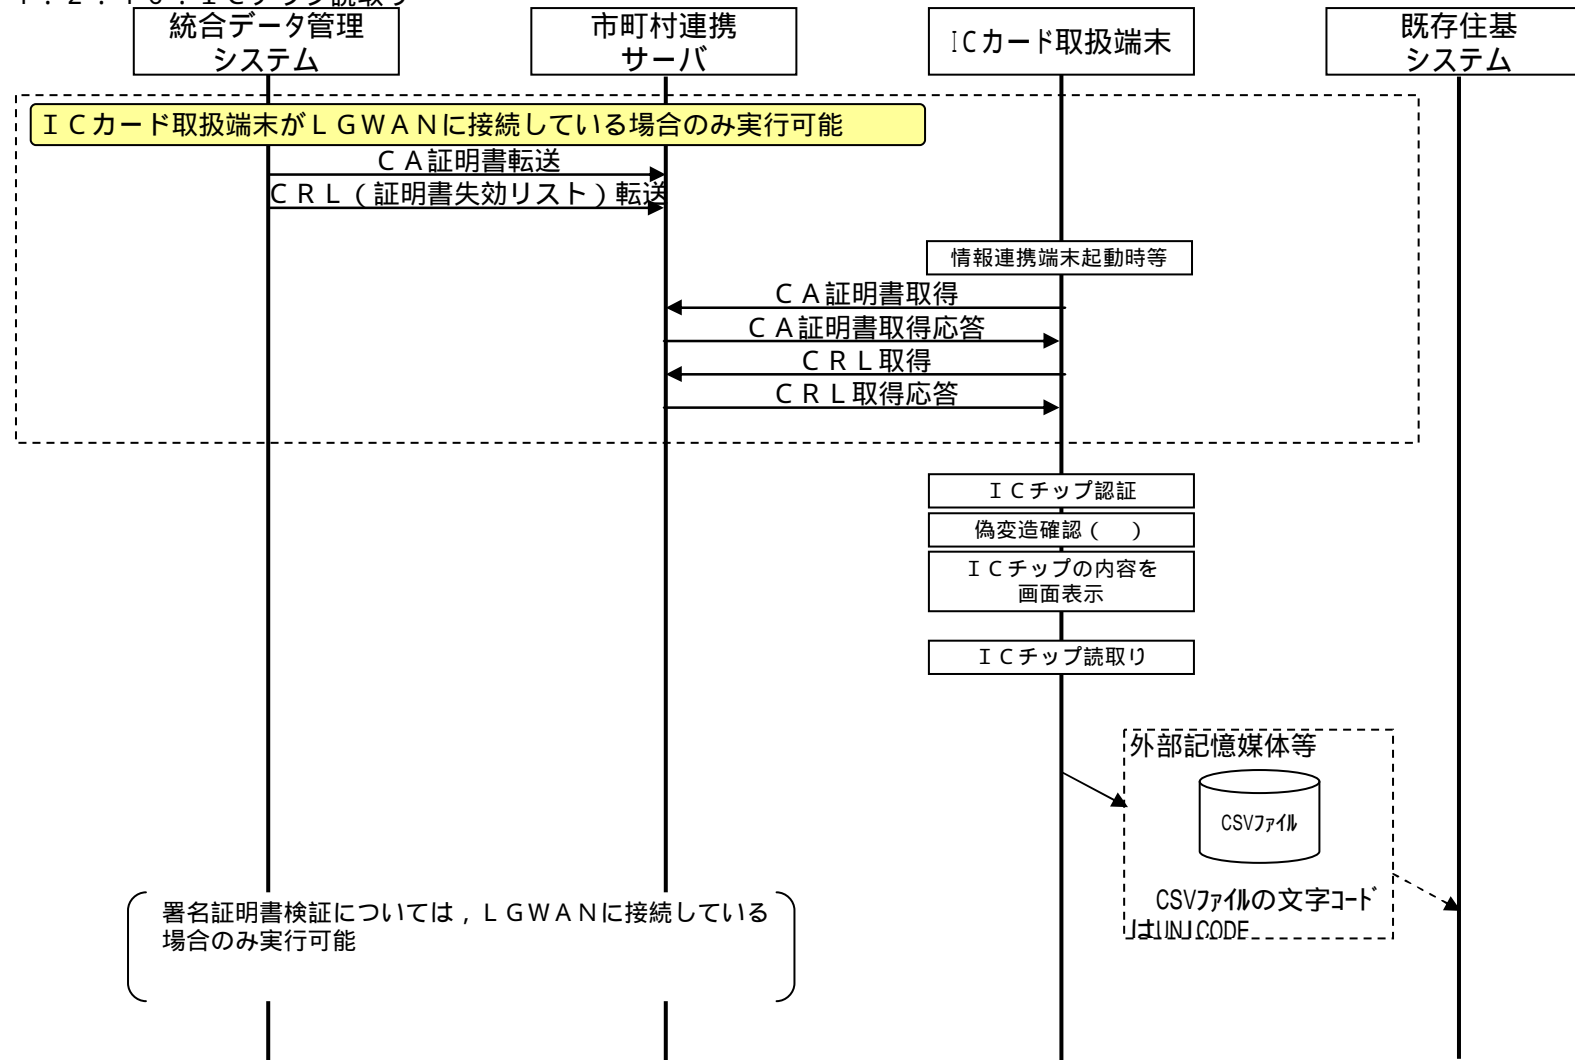 統合データ管理
システム
市町村連携
サーバ
ICカード取扱端末
既存住基
システム
ICカード取扱端末がLGWANに接続している場合のみ実行可能
CA証明書転送
CRL(証明書失効リスト)転送
情報連携端末起動時等
CA証明書取得
CA証明書取得応答
CRL取得
CRL取得応答
ICチップ認証
偽変造確認( )
ICチップの内容を
画面表示
ICチップ読取り
外部記憶媒体等
CSVファイル
CSVファイルの文字コード
はUNICODE
署名証明書検証については,LGWANに接続している
場合のみ実行可能